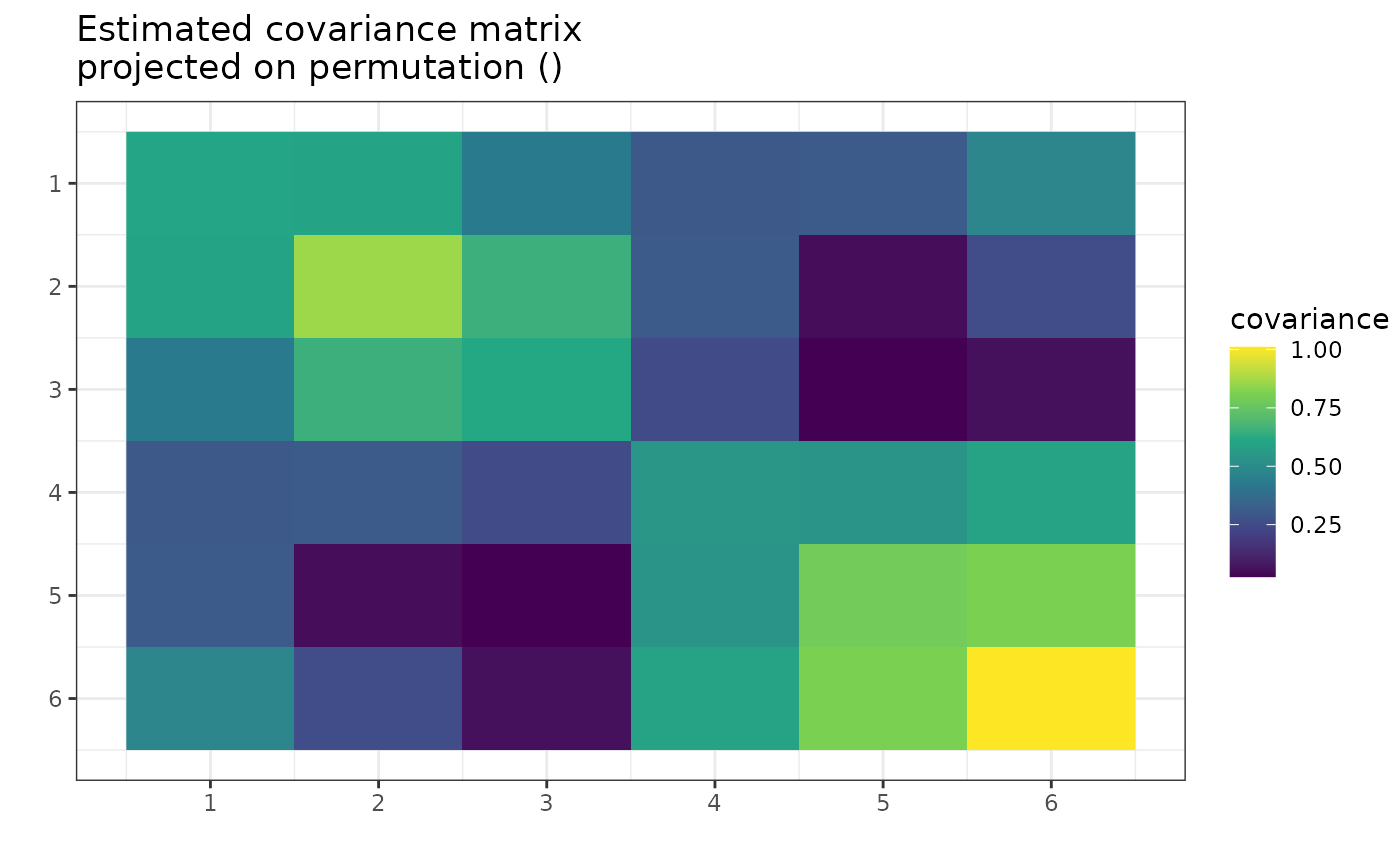 Estimated covariance matrix
projected on permutation ()
1
2
3
4
5
6
1 2 3 4 5 6
covariance
1.00
0.75
0.50
0.25